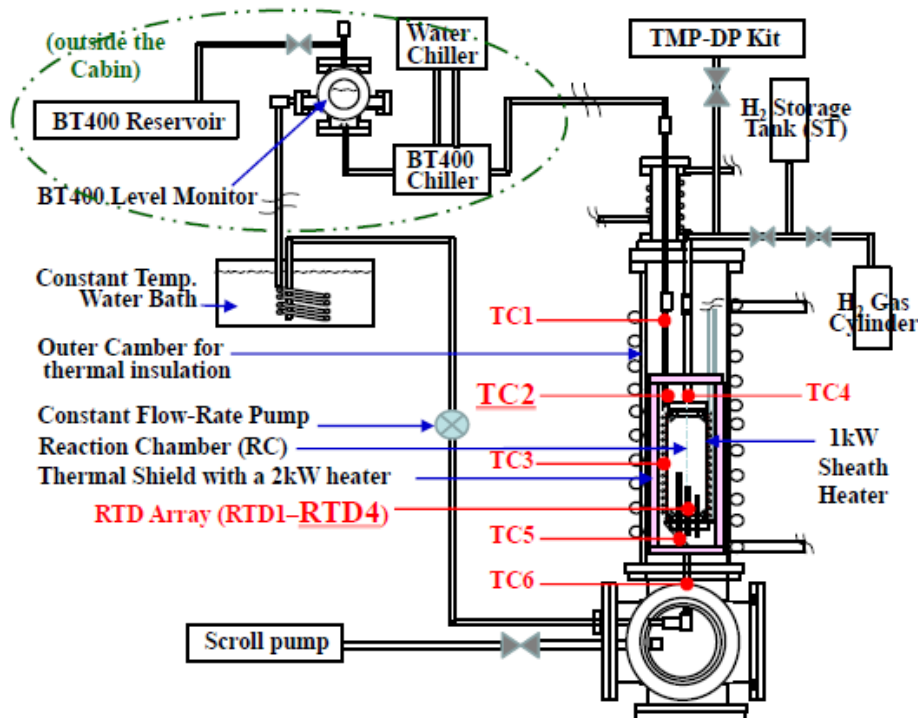 (outside the
Cabin)
Water
Chiller
TMP-DP Kit
BT400 Reservoir
H2 Storage
Tank (ST)
BT400 Level Monitor
BT400
Chiller
Constant Temp.
Water Bath
TC1
H2 Gas
Cylinder
Outer Camber for
thermal insulation
TC2
TC4
Constant Flow-Rate Pump
Reaction Chamber (RC)
Thermal Shield with a 2kW heater
TC3
1kW
Sheath
Heater
RTD Array (RTD1–RTD4)
TC5
TC6
Scroll pump